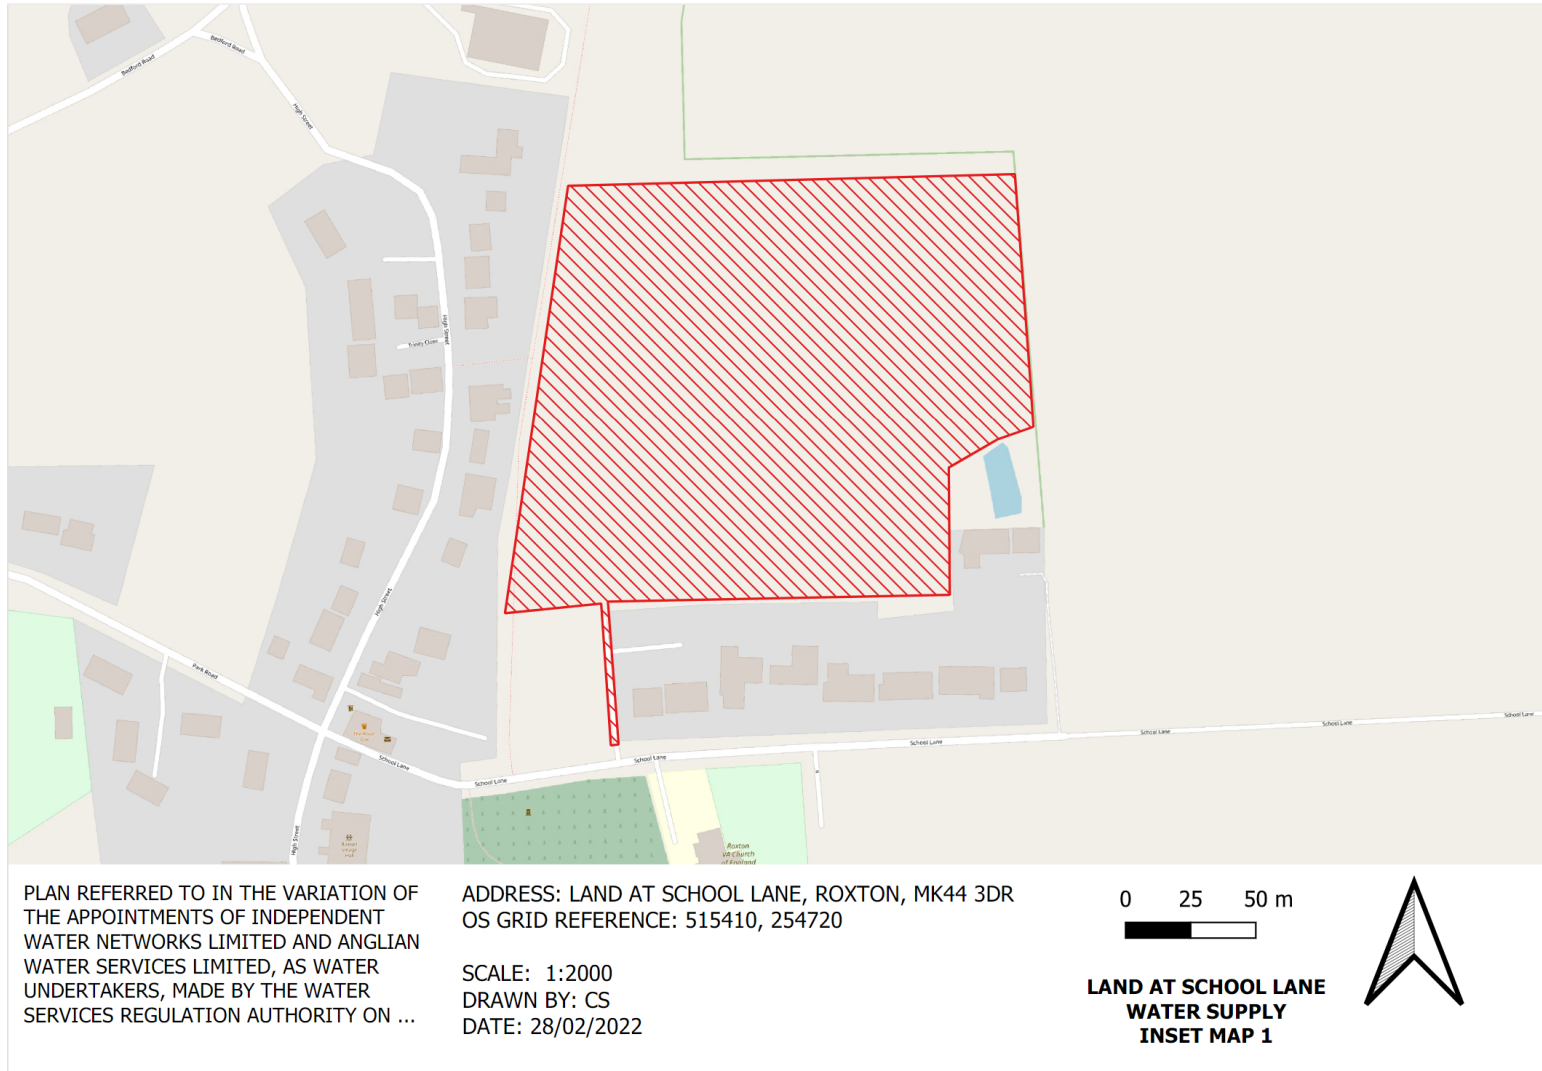 Bedford Road
Bedford Road
High Street
High Street
Trinity Close
High Street
Park Road
School Lane
School Lane
School Lane
School Lane
School Lane
School Lane
School Lane
High Street
Roxton
Village
Hall
Roxton
VA Church
of England
PLAN REFERRED TO IN THE VARIATION OF
THE APPOINTMENTS OF INDEPENDENT
WATER NETWORKS LIMITED AND ANGLIAN
WATER SERVICES LIMITED, AS WATER
UNDERTAKERS, MADE BY THE WATER
SERVICES REGULATION AUTHORITY ON ...
ADDRESS: LAND AT SCHOOL LANE, ROXTON, MK44 3DR
OS GRID REFERENCE: 515410, 254720
SCALE: 1:2000
DRAWN BY: CS
DATE: 28/02/2022
0 25 50 m
LAND AT SCHOOL LANE
WATER SUPPLY
INSET MAP 1